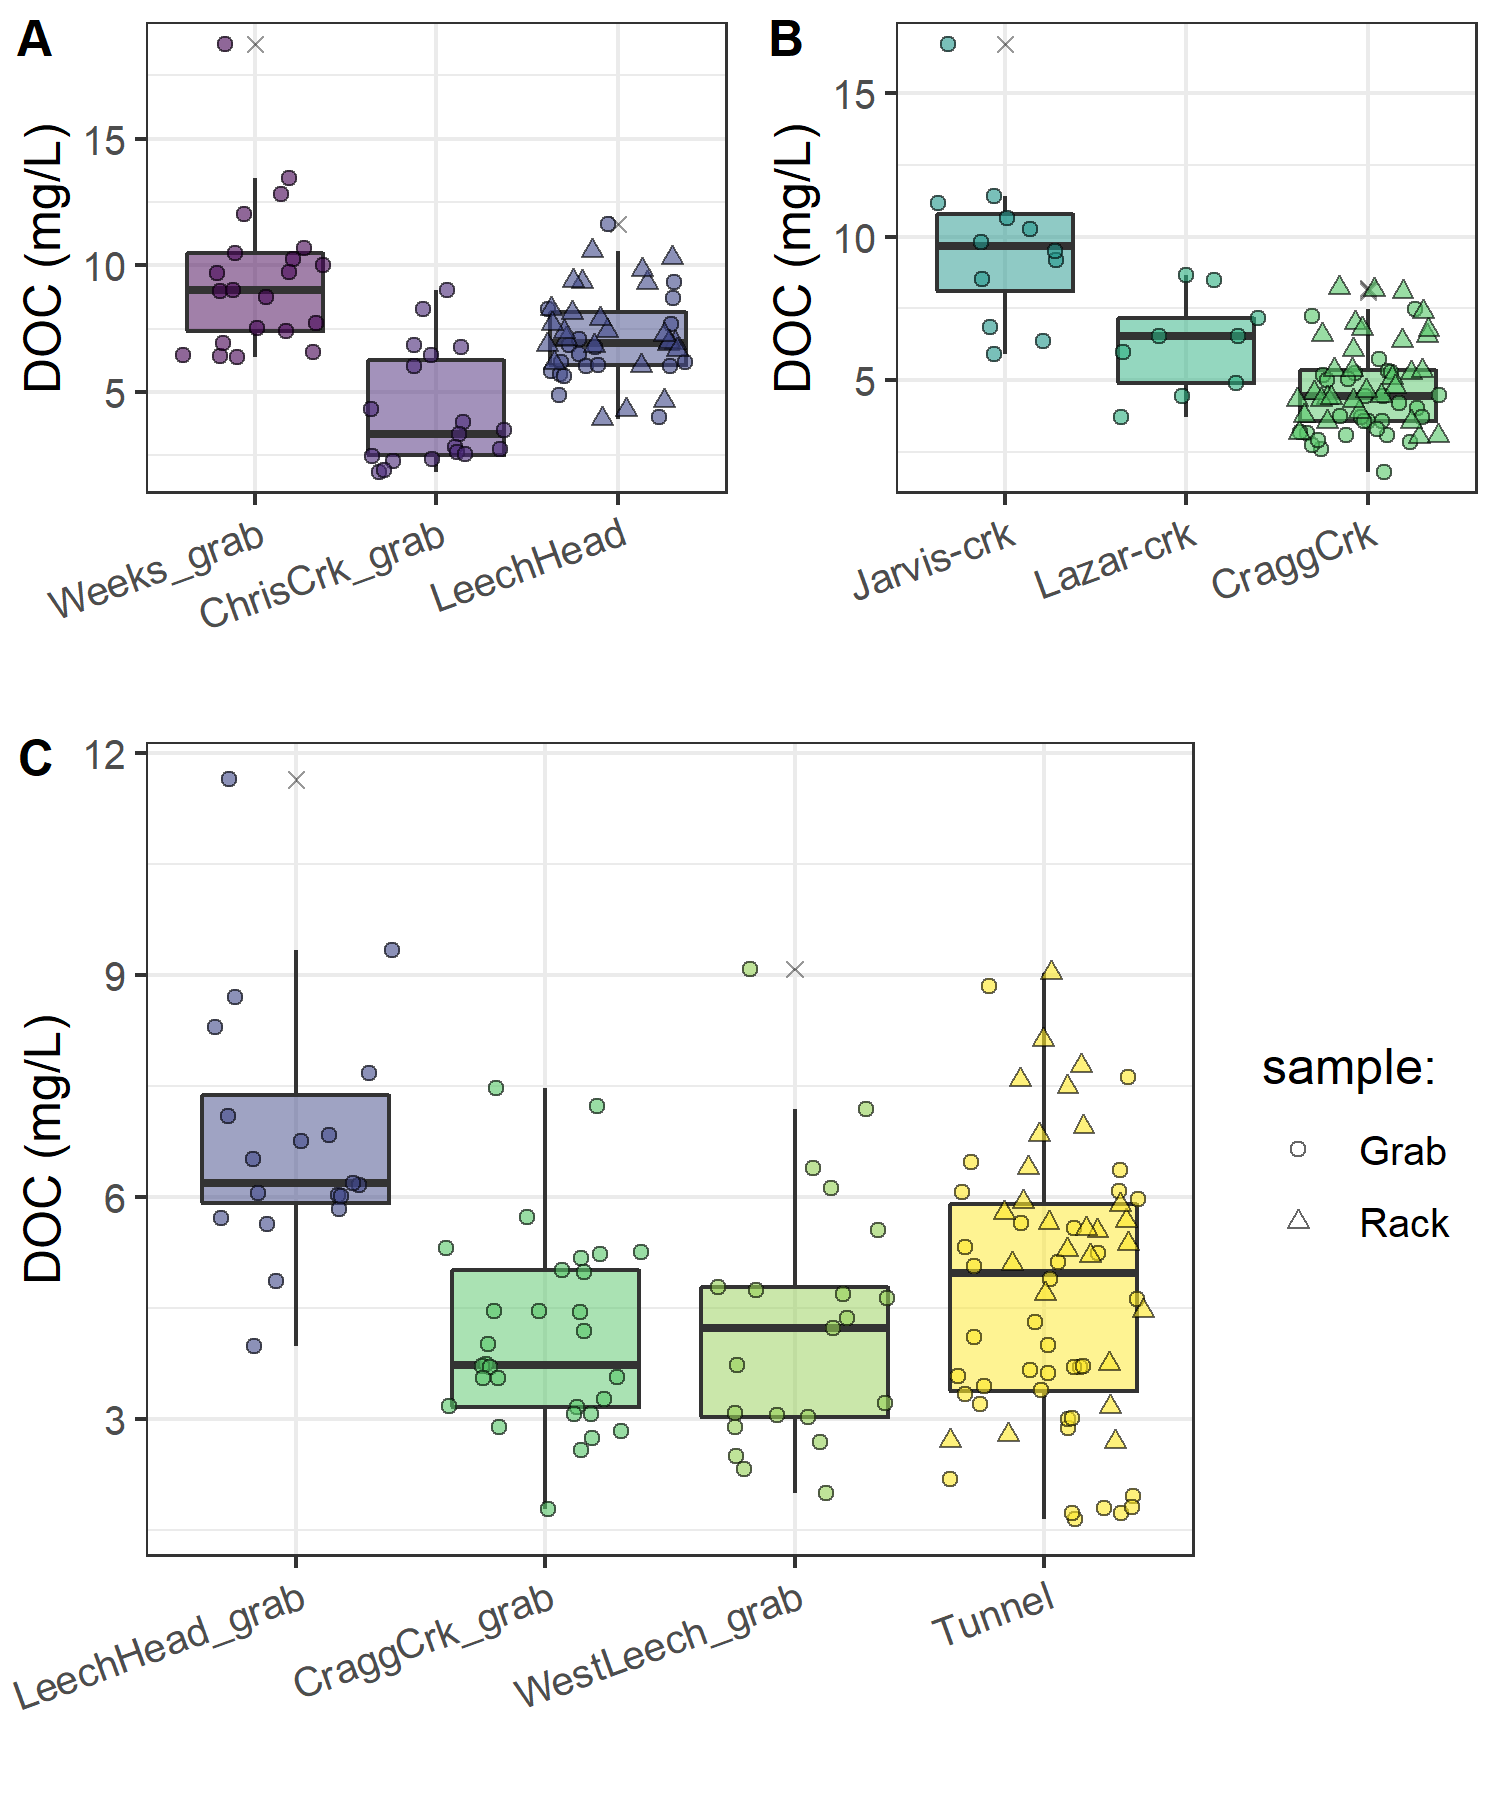 A
DOC (mg/L)
15
10
5
Weeks_grab
ChrisCrk_grab
LeechHead
B
DOC (mg/L)
15
10
5
Jarvis-crk
Lazar-crk
CraggCrk
C
DOC (mg/L)
12
9
6
3
LeechHead_grab
CraggCrk_grab
WestLeech_grab
Tunnel
sample:
Grab
Rack